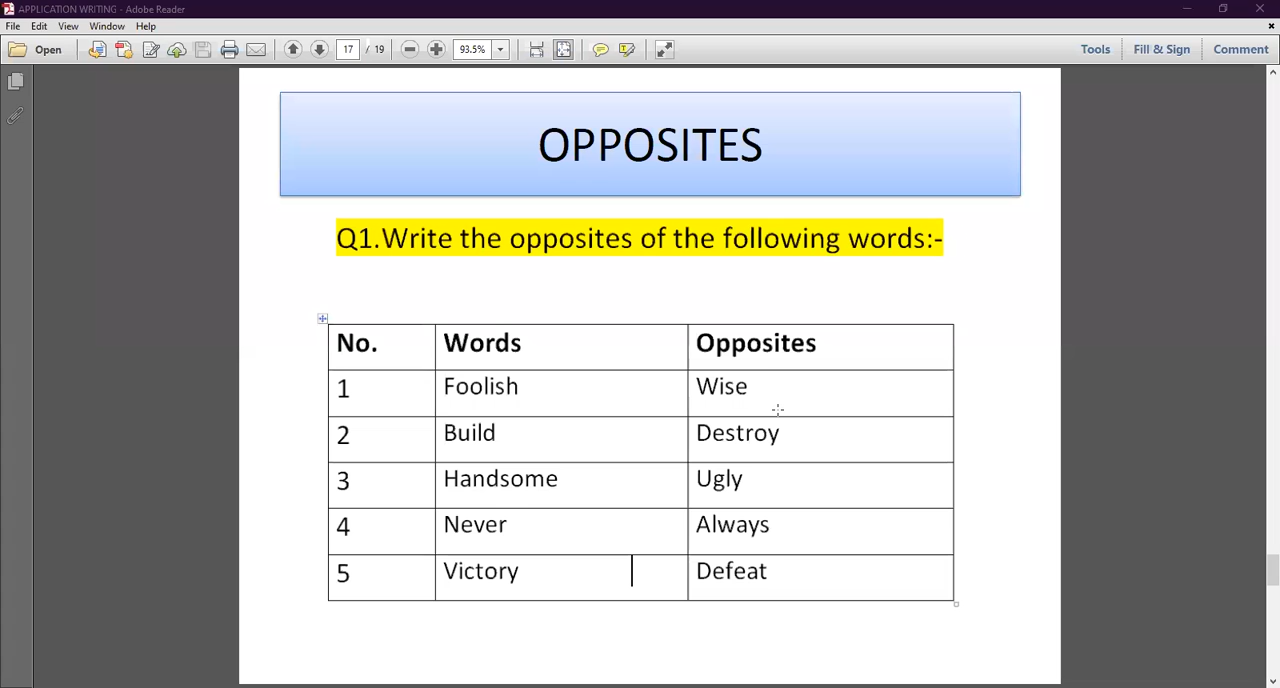 APPLICATION WRITING - Adobe Reader
File Edit View Window Help
Open 17 / 19 93.5% Tools Fill & Sign Comment
OPPOSITES
Q1.Write the opposites of the following words:-
No. Words Opposites
1 Foolish Wise
2 Build Destroy
3 Handsome Ugly
4 Never Always
5 Victory Defeat